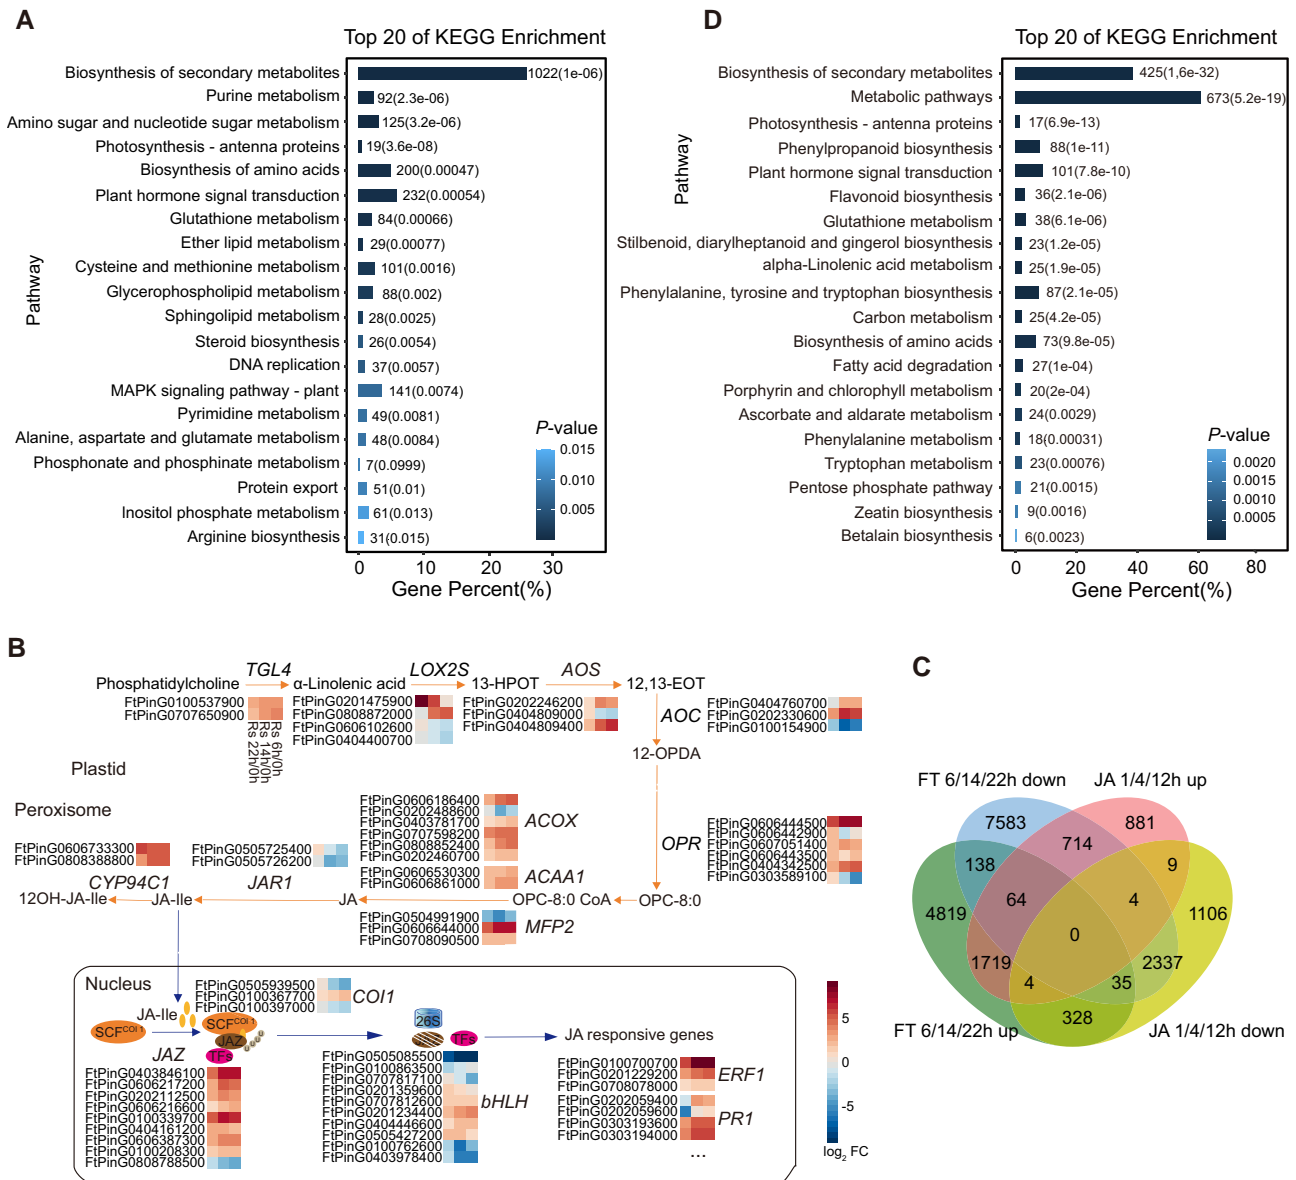 A
Top 20 of KEGG Enrichment
Pathway
Biosynthesis of secondary metabolites 1022(1e-06)
Purine metabolism 92(2.3e-06)
Amino sugar and nucleotide sugar metabolism 125(3.2e-06)
Photosynthesis - antenna proteins 19(3.6e-08)
Biosynthesis of amino acids 200(0.00047)
Plant hormone signal transduction 232(0.00054)
Glutathione metabolism 84(0.00066)
Ether lipid metabolism 29(0.00077)
Cysteine and methionine metabolism 101(0.0016)
Glycerophospholipid metabolism 88(0.002)
Sphingolipid metabolism 28(0.0025)
Steroid biosynthesis 26(0.0054)
DNA replication 37(0.0057)
MAPK signaling pathway - plant 141(0.0074)
Pyrimidine metabolism 49(0.0081)
Alanine, aspartate and glutamate metabolism 48(0.0084)
Phosphonate and phosphinate metabolism 7(0.0999)
Protein export 51(0.01)
Inositol phosphate metabolism 61(0.013)
Arginine biosynthesis 31(0.015)
P-value
0.015
0.010
0.005
0 10 20 30
Gene Percent(%)
D
Top 20 of KEGG Enrichment
Pathway
Biosynthesis of secondary metabolites 425(1,6e-32)
Metabolic pathways 673(5.2e-19)
Photosynthesis - antenna proteins 17(6.9e-13)
Phenylpropanoid biosynthesis 88(1e-11)
Plant hormone signal transduction 101(7.8e-10)
Flavonoid biosynthesis 36(2.1e-06)
Glutathione metabolism 38(6.1e-06)
Stilbenoid, diarylheptanoid and gingerol biosynthesis 23(1.2e-05)
alpha-Linolenic acid metabolism 25(1.9e-05)
Phenylalanine, tyrosine and tryptophan biosynthesis 87(2.1e-05)
Carbon metabolism 25(4.2e-05)
Biosynthesis of amino acids 73(9.8e-05)
Fatty acid degradation 27(1e-04)
Porphyrin and chlorophyll metabolism 20(2e-04)
Ascorbate and aldarate metabolism 24(0.0029)
Phenylalanine metabolism 18(0.00031)
Tryptophan metabolism 23(0.00076)
Pentose phosphate pathway 21(0.0015)
Zeatin biosynthesis 9(0.0016)
Betalain biosynthesis 6(0.0023)
P-value
0.0020
0.0015
0.0010
0.0005
0 20 40 60 80
Gene Percent(%)
B
TGL4 LOX2S AOS
Phosphatidylcholine α-Linolenic acid 13-HPOT 12,13-EOT
FtPinG0100537900
FtPinG0707650900
Rs 22h/0h
Rs 14h/0h
Rs 6h/0h
FtPinG0201475900
FtPinG0808872000
FtPinG0606102600
FtPinG0404400700
FtPinG0202246200
FtPinG0404809000
FtPinG0404809400
AOC
FtPinG0404760700
FtPinG0202330600
FtPinG0100154900
12-OPDA
Plastid
Peroxisome
FtPinG0606733300
FtPinG0808388800
FtPinG0505725400
FtPinG0505726200
FtPinG0606186400
FtPinG0202488600
FtPinG0403781700
FtPinG0707598200
FtPinG0808852400
FtPinG0202460700
ACOX
FtPinG0606530300
FtPinG0606861000
ACAA1
OPR
FtPinG0606444500
FtPinG0606442900
FtPinG0607051400
FtPinG0606443500
FtPinG0404342500
FtPinG0303589100
CYP94C1 JAR1
12OH-JA-Ile JA-Ile JA OPC-8:0 CoA OPC-8:0
FtPinG0504991900
FtPinG0606644000
FtPinG0708090500
MFP2
Nucleus
FtPinG0505939500
FtPinG0100367700
FtPinG0100397000
COI1
JA-Ile
SCFCOI 1
SCFCOI 1
JAZ
U
U
U
U
TFs
26S
TFs
JA responsive genes
JAZ
FtPinG0403846100
FtPinG0606217200
FtPinG0202112500
FtPinG0606216600
FtPinG0100339700
FtPinG0404161200
FtPinG0606387300
FtPinG0100208300
FtPinG0808788500
FtPinG0505085500
FtPinG0100863500
FtPinG0707817100
FtPinG0201359600
FtPinG0707812600
FtPinG0201234400
FtPinG0404446600
FtPinG0505427200
FtPinG0100762600
FtPinG0403978400
bHLH
FtPinG0100700700
FtPinG0201229200
FtPinG0708078000
ERF1
FtPinG0202059400
FtPinG0202059600
FtPinG0303193600
FtPinG0303194000
PR1
...
5
0
-5
log2 FC
C
FT 6/14/22h down JA 1/4/12h up
7583 881
714
138 9
64 4
4819 1106
0
1719 2337
4 35
328
FT 6/14/22h up JA 1/4/12h down